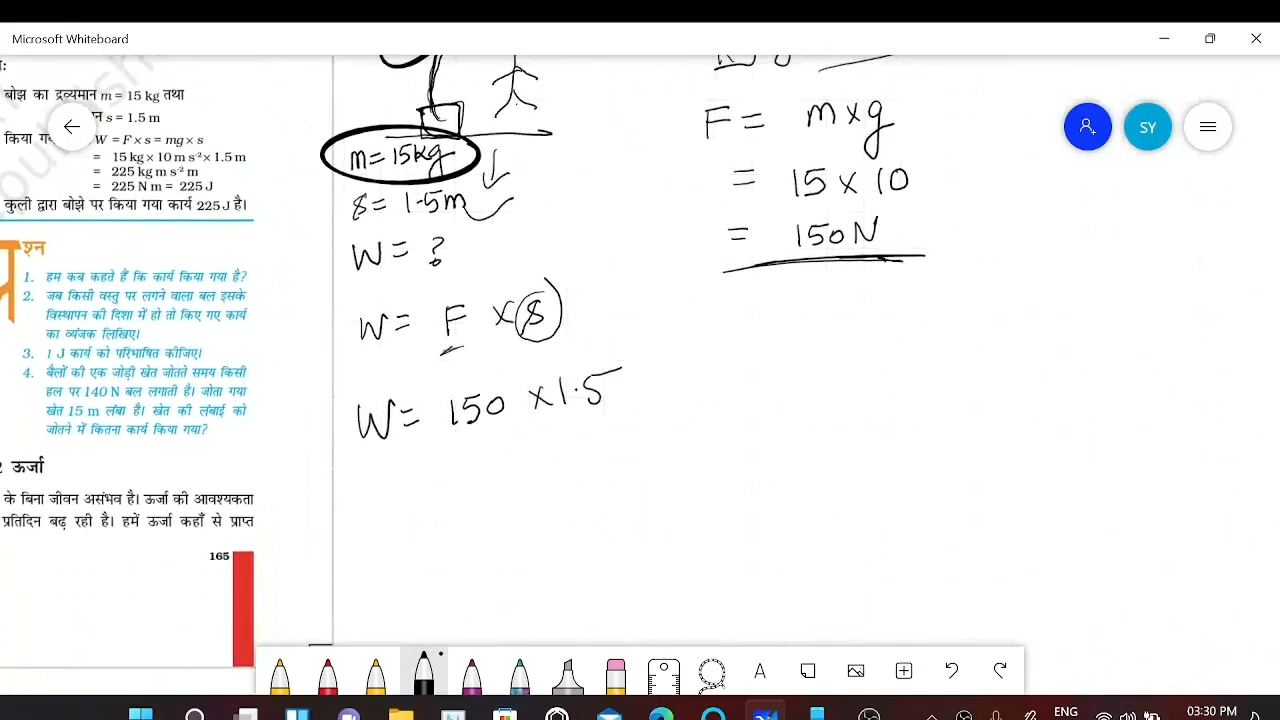 Microsoft Whiteboard
बोझ का द्रव्यमान m = 15 kg तथा
s = 1.5 m
किया W = F × s = mg × s
= 15 kg × 10 m s⁻² × 1.5 m
= 225 kg m s⁻² m
= 225 N m = 225 J
कुली द्वारा बोझे पर किया गया कार्य 225 J है।
श्न
1. हम कब कहते हैं कि कार्य किया गया है?
2. जब किसी वस्तु पर लगने वाला बल इसके
विस्थापन की दिशा में हो तो किए गए कार्य
का व्यंजक लिखिए।
3. 1 J कार्य को परिभाषित कीजिए।
4. बैलों की एक जोड़ी खेत जोतते समय किसी
हल पर 140 N बल लगाती है। जोता गया
खेत 15 m लंबा है। खेत की लंबाई को
जोतने में कितना कार्य किया गया?
ऊर्जा
के बिना जीवन असंभव है। ऊर्जा की आवश्यकता
प्रतिदिन बढ़ रही है। हमें ऊर्जा कहाँ से प्राप्त
165
m = 15kg
s = 1.5m
W = ?
W = F × s
W = 150 × 1.5
F = m × g
= 15 × 10
= 150 N
SY
A
ENG
03:30 PM